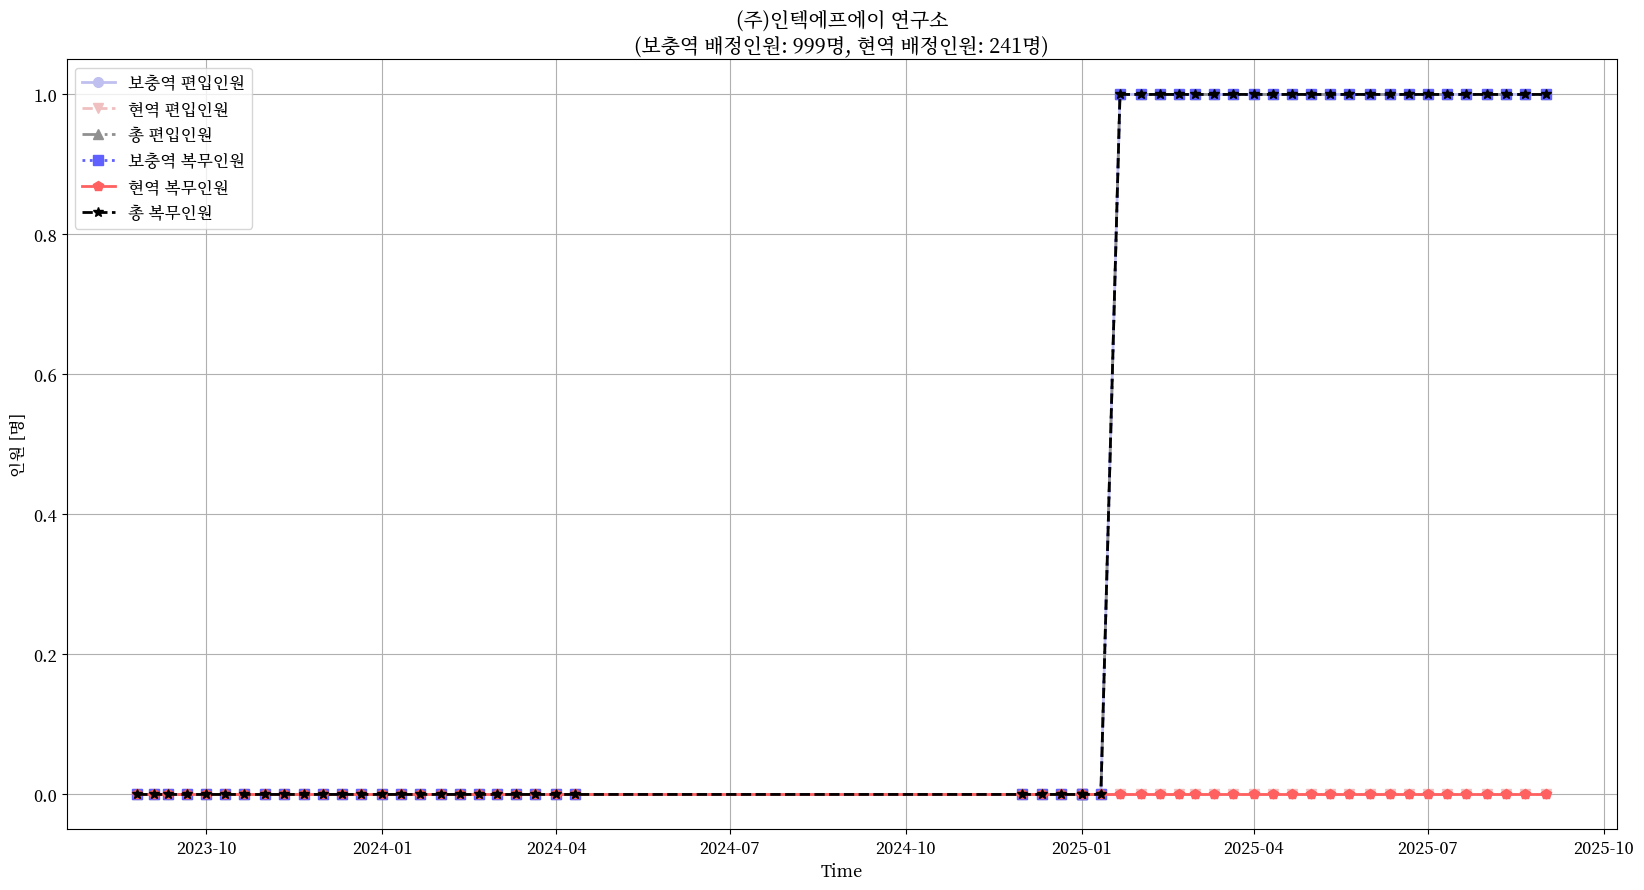 (주)인텍에프에이 연구소
(보충역 배정인원: 999명, 현역 배정인원: 241명)
보충역 편입인원
현역 편입인원
총 편입인원
보충역 복무인원
현역 복무인원
총 복무인원
인원 [명]
1.0
0.8
0.6
0.4
0.2
0.0
2023-10
2024-01
2024-04
2024-07
2024-10
2025-01
2025-04
2025-07
2025-10
Time